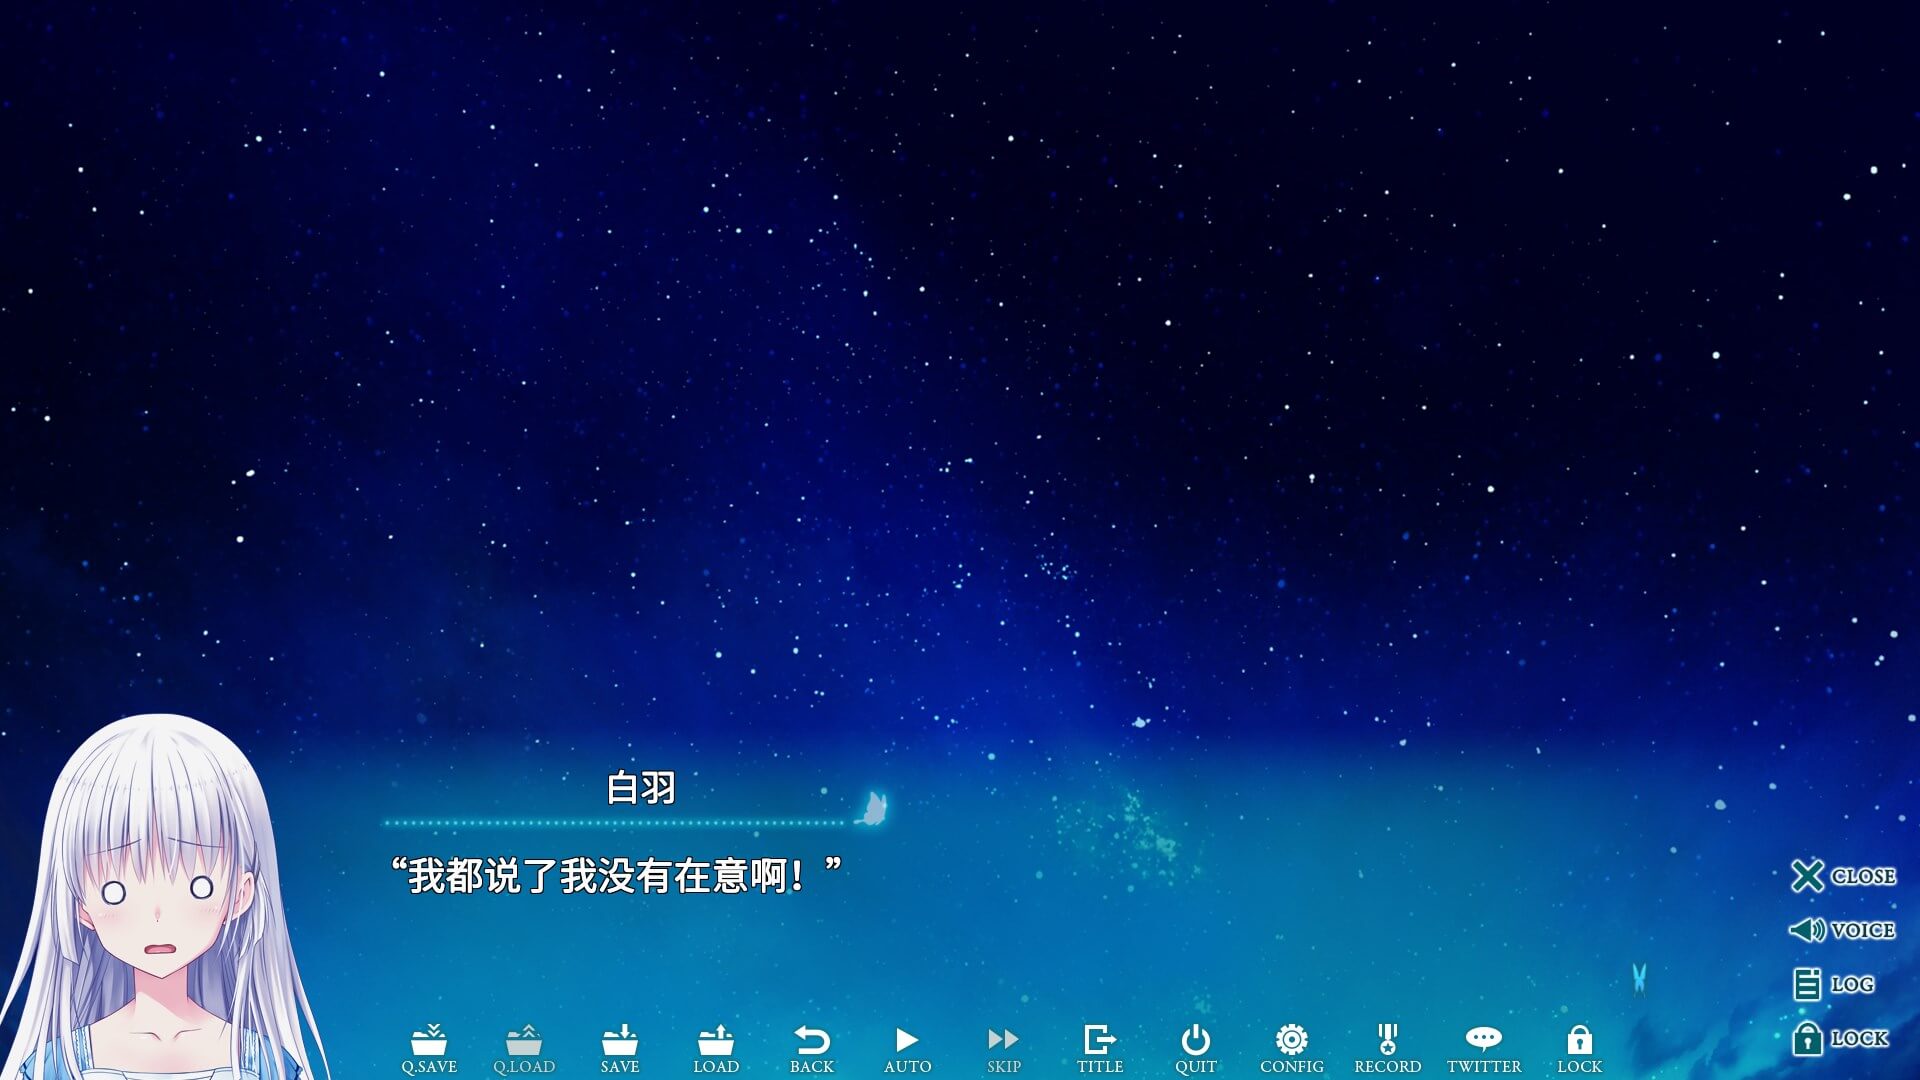 白羽
“我都说了我没有在意啊！”
CLOSE
VOICE
LOG
LOCK
Q.SAVE Q.LOAD SAVE LOAD BACK AUTO SKIP TITLE QUIT CONFIG RECORD TWITTER LOCK